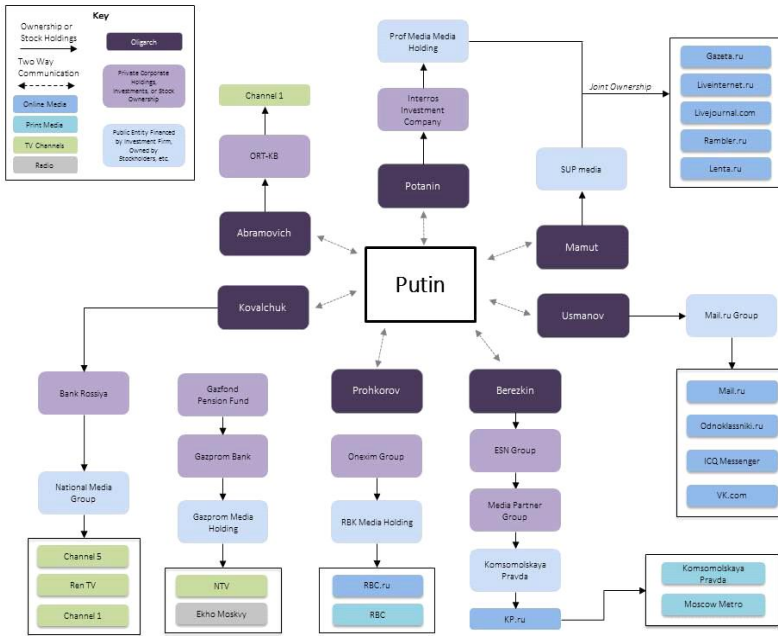 Key
Ownership or
Stock Holdings
Two Way
Communication
Online Media
Print Media
TV Channels
Radio
Oligarch
Private Corporate
Holdings,
Investments, or Stock
Ownership
Public Entity Financed
by Investment Firm,
Owned by
Stockholders, etc.
Channel 1
ORT-KB
Abramovich
Prof Media Media
Holding
Interros
Investment
Company
Potanin
Joint Ownership
SUP media
Mamut
Gazeta.ru
Liveinternet.ru
Livejournal.com
Rambler.ru
Lenta.ru
Putin
Kovalchuk
Usmanov
Mail.ru Group
Mail.ru
Odnoklassniki.ru
ICQ Messenger
VK.com
Bank Rossiya
National Media
Group
Channel 5
Ren TV
Channel 1
Gazfond
Pension Fund
Gazprom Bank
Gazprom Media
Holding
NTV
Ekho Moskvy
Prohkorov
Onexim Group
RBK Media Holding
RBC.ru
RBC
Berezkin
ESN Group
Media Partner
Group
Komsomolskaya
Pravda
KP.ru
Komsomolskaya
Pravda
Moscow Metro